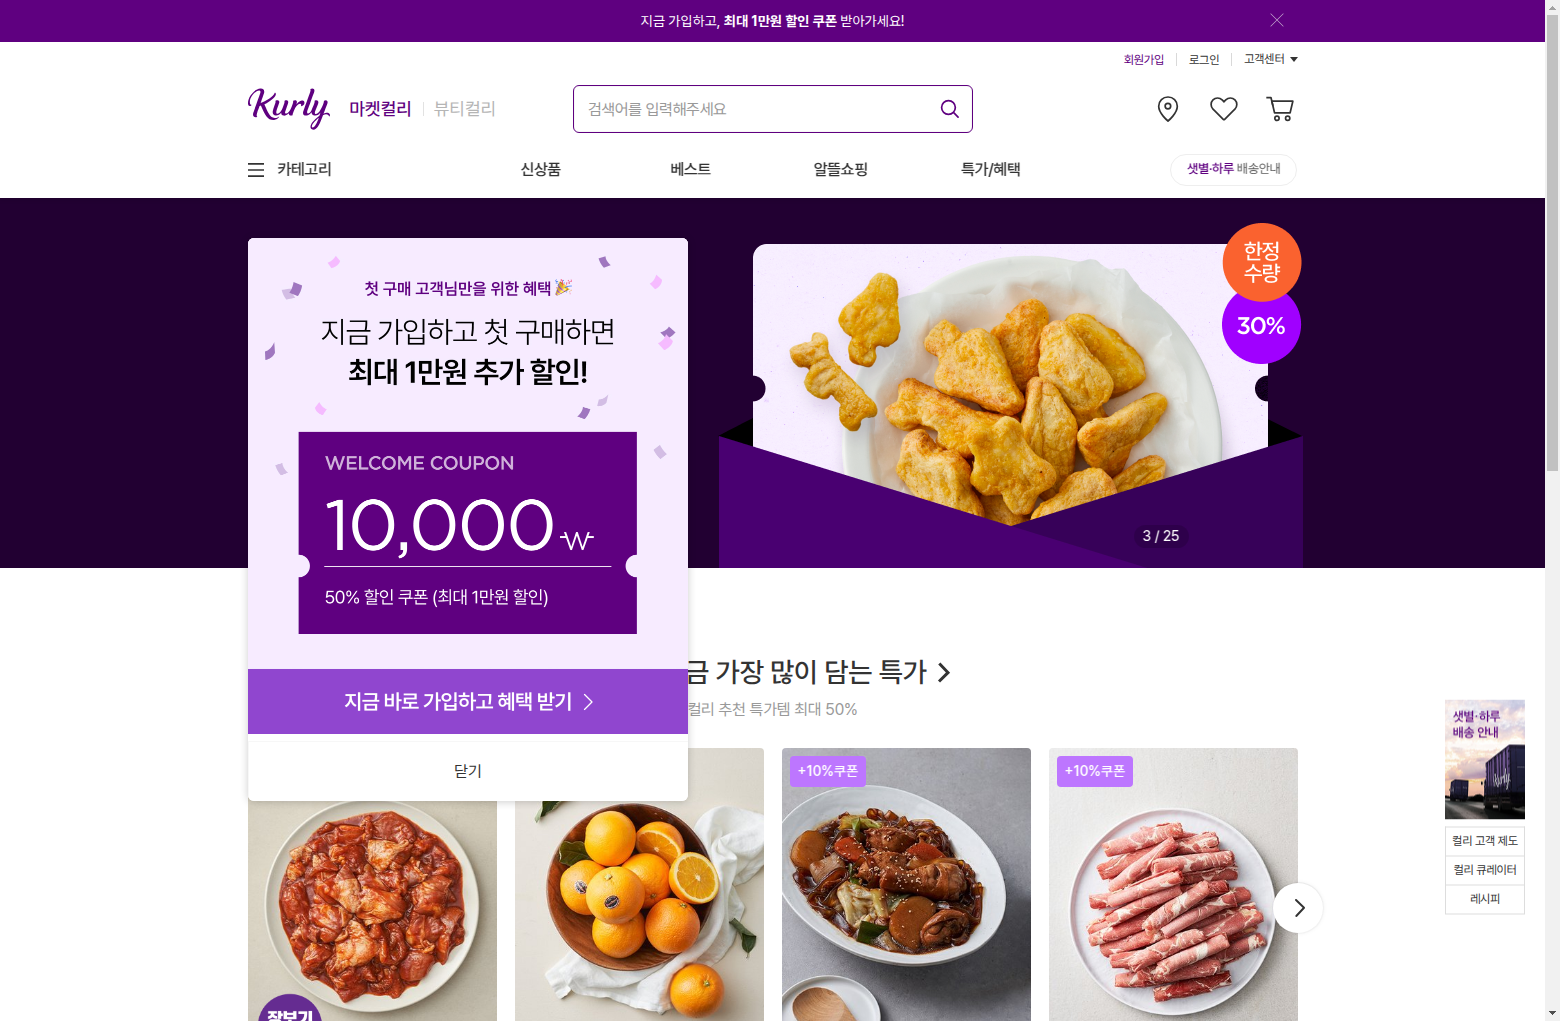 지금 가입하고, 최대 1만원 할인 쿠폰 받아가세요!
회원가입
로그인
고객센터
Kurly
마켓컬리
뷰티컬리
검색어를 입력해주세요
카테고리
신상품
베스트
알뜰쇼핑
특가/혜택
샛별·하루 배송안내
첫 구매 고객님만을 위한 혜택
지금 가입하고 첫 구매하면
최대 1만원 추가 할인!
WELCOME COUPON
10,000₩
50% 할인 쿠폰 (최대 1만원 할인)
지금 바로 가입하고 혜택 받기
닫기
한정
수량
30%
3 / 25
금 가장 많이 담는 특가
컬리 추천 특가템 최대 50%
+10%쿠폰
+10%쿠폰
잘보기
샛별·하루
배송 안내
Kurly
컬리 고객 제도
컬리 큐레이터
레시피